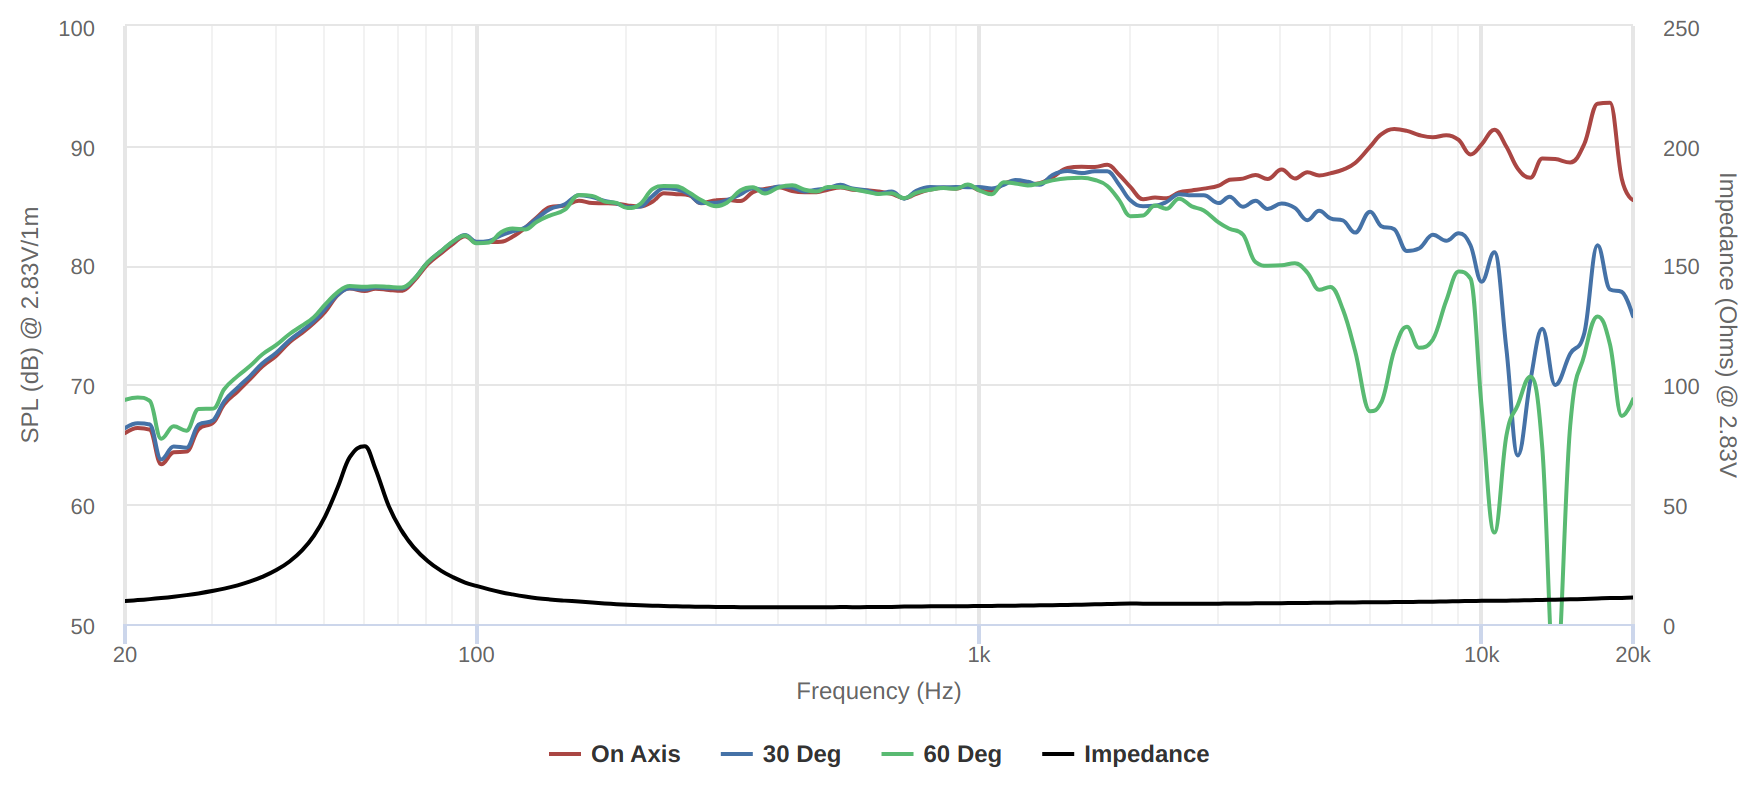 100
90
80
70
60
50
SPL (dB) @ 2.83V/1m
250
200
150
100
50
0
Impedance (Ohms) @ 2.83V
20 100 1k 10k 20k
Frequency (Hz)
On Axis 30 Deg 60 Deg Impedance